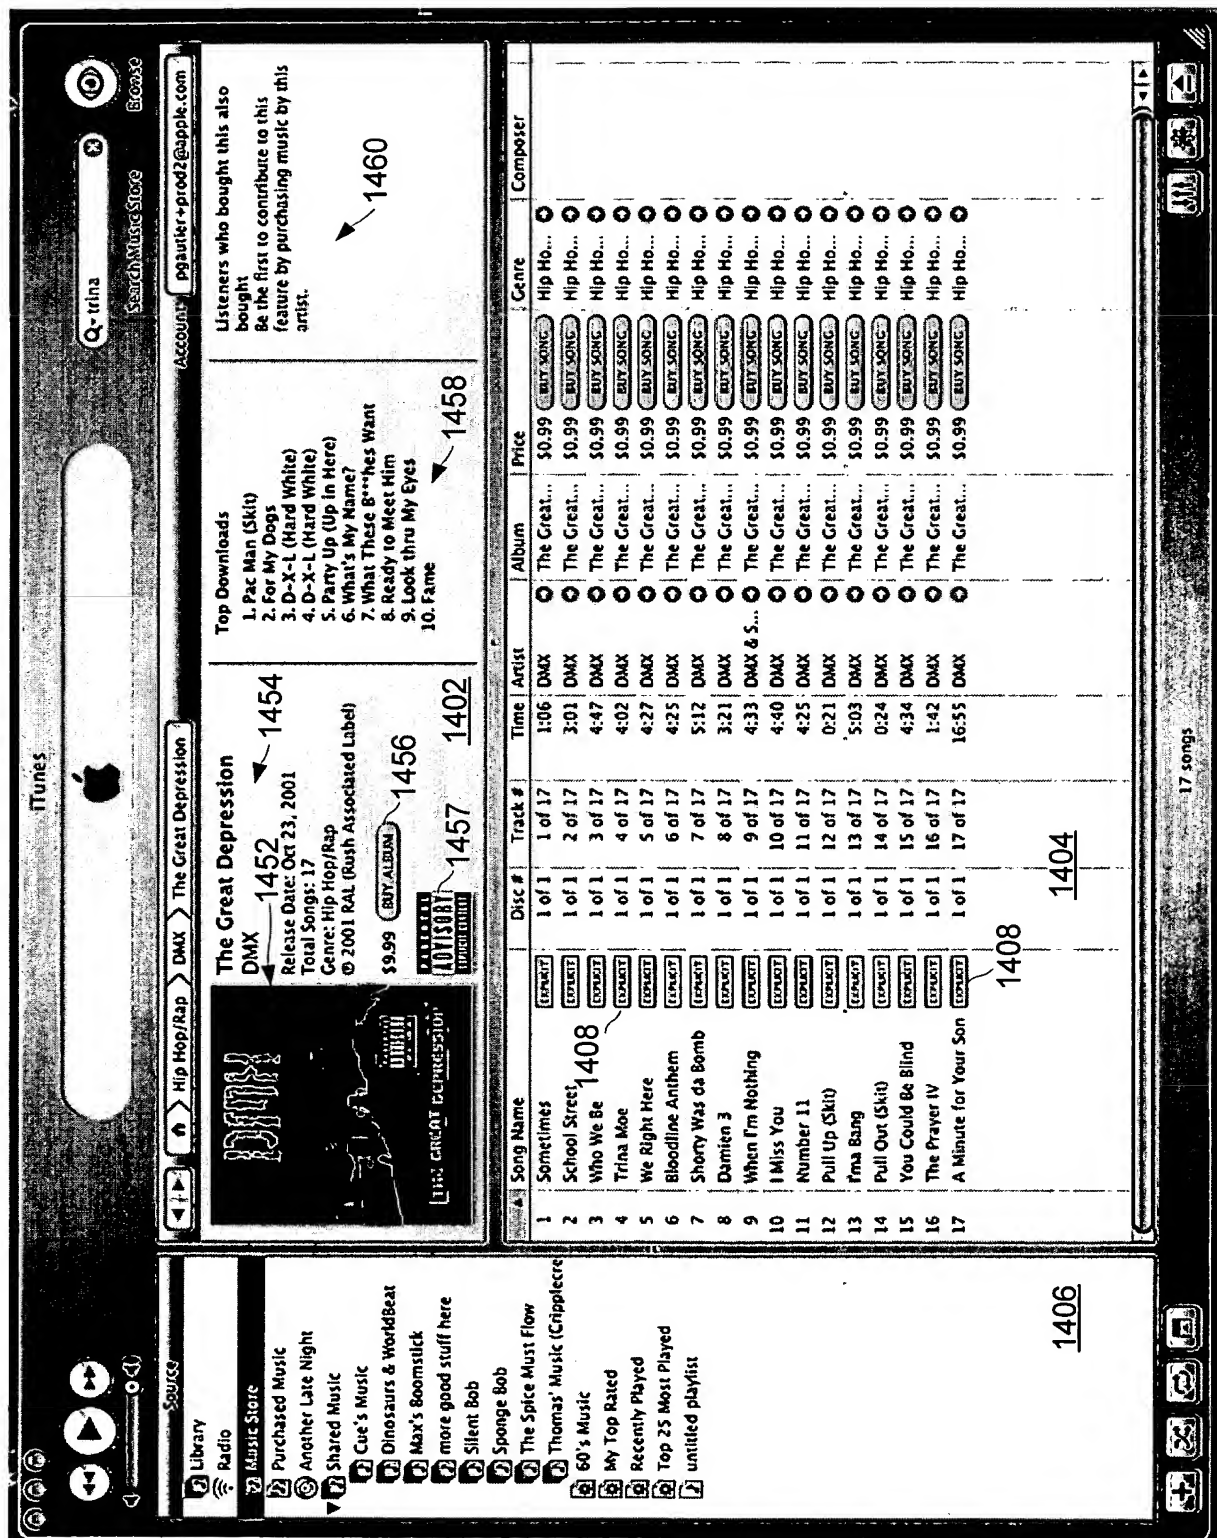 iTunes
trina
Search Music Store
Browse
Source
Library
Radio
Music Store
Purchased Music
Another Late Night
Shared Music
Cue's Music
Dinosaurs & WorldBeat
Max's Boomstick
more good stuff here
Silent Bob
Sponge Bob
The Spice Must Flow
Thomas' Music (Cripplecre
60's Music
My Top Rated
Recently Played
Top 25 Most Played
untitled playlist
1406
Hip Hop/Rap
DMX
The Great Depression
Account:
pgautier+prod2@apple.com
DMX
THE GREAT DEPRESSION
1452
The Great Depression
DMX
1454
Release Date: Oct 23, 2001
Total Songs: 17
Genre: Hip Hop/Rap
℗ 2001 RAL (Rush Associated Label)
$9.99 BUY ALBUM
1456
PARENTAL
ADVISORY
EXPLICIT CONTENT
1457
1402
Top Downloads
1. Pac Man (Skit)
2. For My Dogs
3. D-X-L (Hard White)
4. D-X-L (Hard White)
5. Party Up (Up in Here)
6. What's My Name?
7. What These B***hes Want
8. Ready to Meet Him
9. Look thru My Eyes
10. Fame
1458
Listeners who bought this also
bought
Be the first to contribute to this
feature by purchasing music by this
artist.
1460
Song Name Disc # Track # Time Artist Album Price Genre Composer
1 Sometimes EXPLICIT 1 of 1 1 of 17 1:06 DMX The Great... $0.99 BUY SONG Hip Ho...
2 School Street EXPLICIT 1 of 1 2 of 17 3:01 DMX The Great... $0.99 BUY SONG Hip Ho...
3 Who We Be EXPLICIT 1 of 1 3 of 17 4:47 DMX The Great... $0.99 BUY SONG Hip Ho...
4 Trina Moe EXPLICIT 1 of 1 4 of 17 4:02 DMX The Great... $0.99 BUY SONG Hip Ho...
5 We Right Here EXPLICIT 1 of 1 5 of 17 4:27 DMX The Great... $0.99 BUY SONG Hip Ho...
6 Bloodline Anthem EXPLICIT 1 of 1 6 of 17 4:25 DMX The Great... $0.99 BUY SONG Hip Ho...
7 Shorty Was da Bomb EXPLICIT 1 of 1 7 of 17 5:12 DMX The Great... $0.99 BUY SONG Hip Ho...
8 Damien 3 EXPLICIT 1 of 1 8 of 17 3:21 DMX The Great... $0.99 BUY SONG Hip Ho...
9 When I'm Nothing EXPLICIT 1 of 1 9 of 17 4:33 DMX & S... The Great... $0.99 BUY SONG Hip Ho...
10 I Miss You EXPLICIT 1 of 1 10 of 17 4:40 DMX The Great... $0.99 BUY SONG Hip Ho...
11 Number 11 EXPLICIT 1 of 1 11 of 17 4:25 DMX The Great... $0.99 BUY SONG Hip Ho...
12 Pull Up (Skit) EXPLICIT 1 of 1 12 of 17 0:21 DMX The Great... $0.99 BUY SONG Hip Ho...
13 I'ma Bang EXPLICIT 1 of 1 13 of 17 5:03 DMX The Great... $0.99 BUY SONG Hip Ho...
14 Pull Out (Skit) EXPLICIT 1 of 1 14 of 17 0:24 DMX The Great... $0.99 BUY SONG Hip Ho...
15 You Could Be Blind EXPLICIT 1 of 1 15 of 17 4:34 DMX The Great... $0.99 BUY SONG Hip Ho...
16 The Prayer IV EXPLICIT 1 of 1 16 of 17 1:42 DMX The Great... $0.99 BUY SONG Hip Ho...
17 A Minute for Your Son EXPLICIT 1 of 1 17 of 17 16:55 DMX The Great... $0.99 BUY SONG Hip Ho...
1408
1408
1404
17 songs